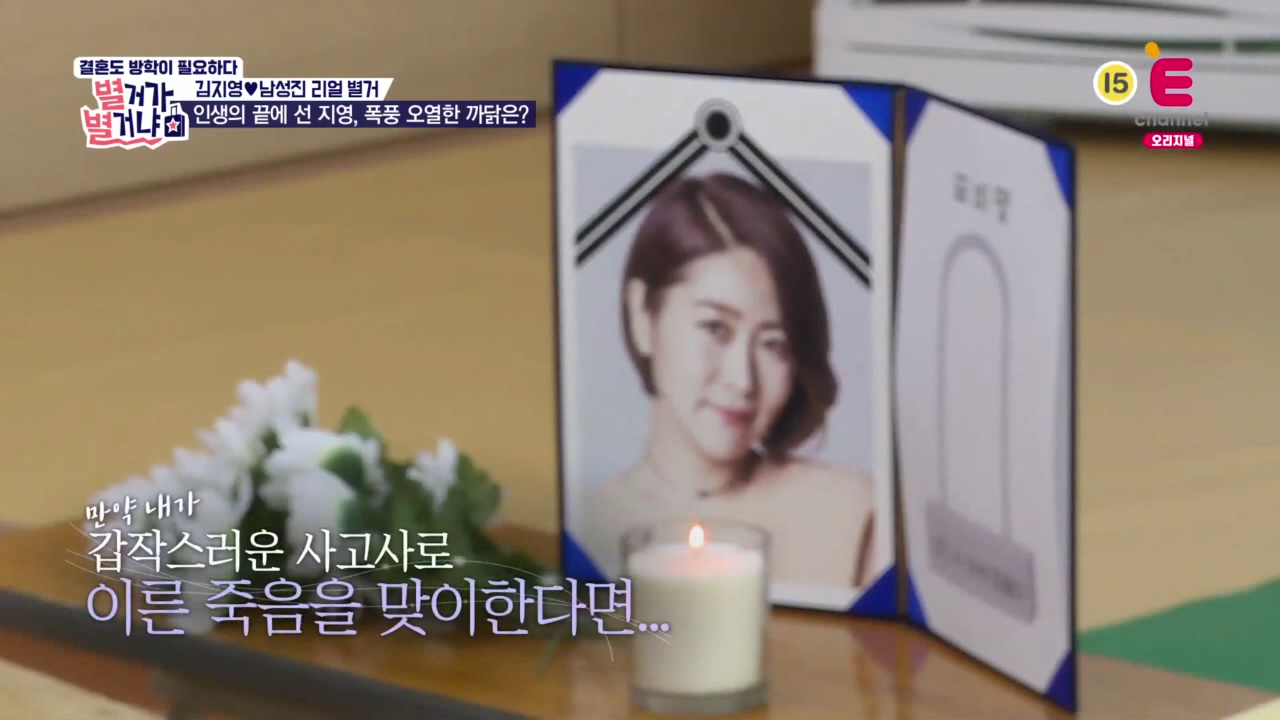 결혼도 방학이 필요하다
별거가
별거냐
김지영♥남성진 리얼 별거
인생의 끝에 선 지영, 폭풍 오열한 까닭은?
15
E
channel
오리지널
만약 내가
갑작스러운 사고사로
이른 죽음을 맞이한다면...